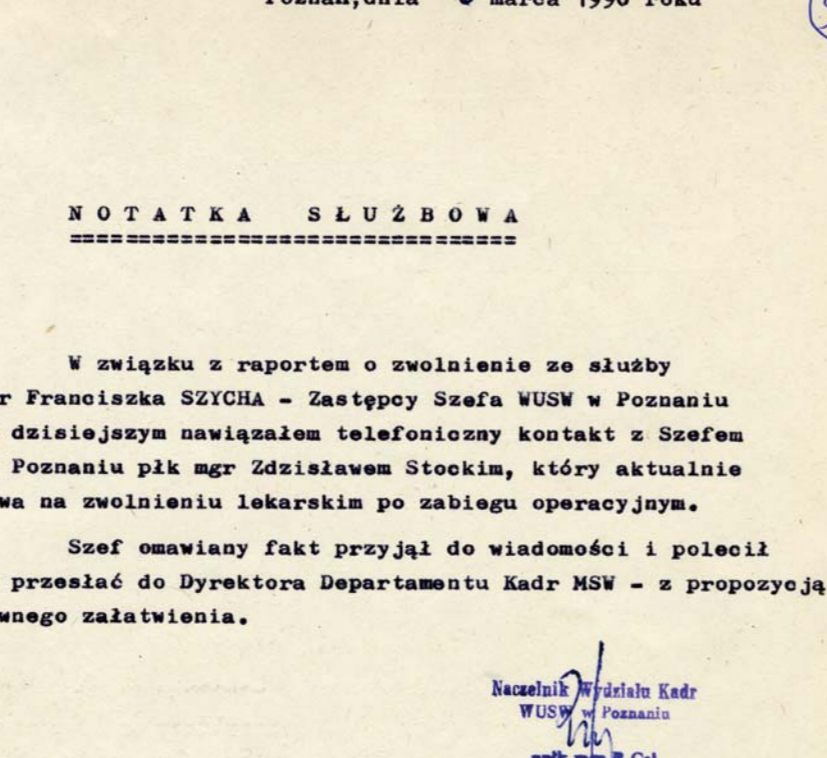 Poznań, dnia marca 1990 roku
N O T A T K A S Ł U Ż B O W A
W związku z raportem o zwolnienie ze służby
r Franciszka SZYCHA - Zastępcy Szefa WUSW w Poznaniu
dzisiejszym nawiązałem telefoniczny kontakt z Szefem
Poznaniu płk mgr Zdzisławem Stockim, który aktualnie
wa na zwolnieniu lekarskim po zabiegu operacyjnym.
Szef omawiany fakt przyjął do wiadomości i polecił
przesłać do Dyrektora Departamentu Kadr MSW - z propozycją
wnego załatwienia.
Naczelnik Wydziału Kadr
WUSW w Poznaniu